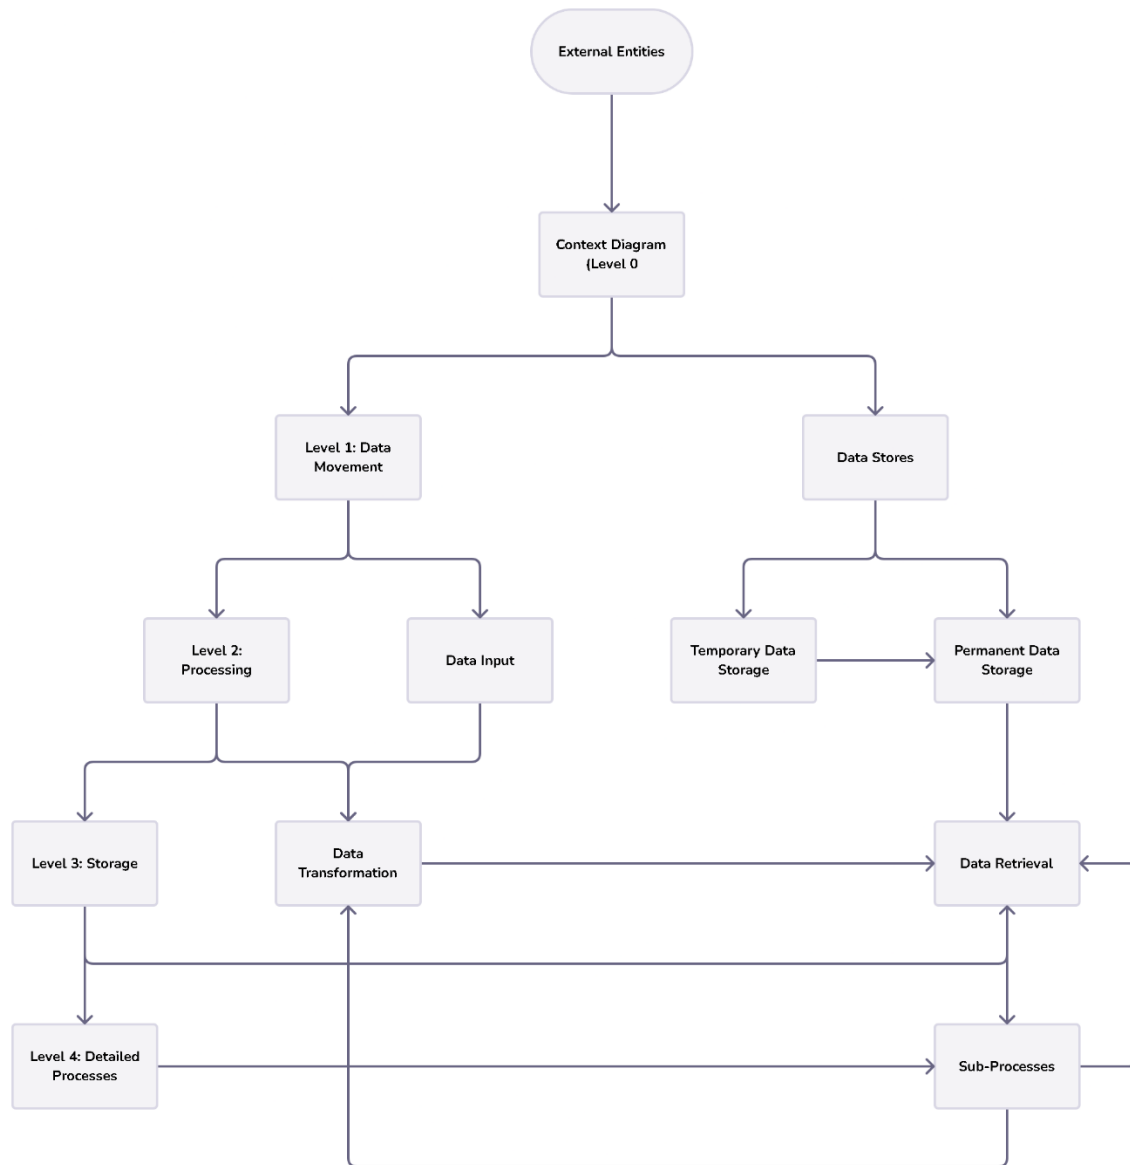 External Entities
Context Diagram
(Level 0
Level 1: Data
Movement
Data Stores
Level 2:
Processing
Data Input
Temporary Data
Storage
Permanent Data
Storage
Level 3: Storage
Data
Transformation
Data Retrieval
Level 4: Detailed
Processes
Sub-Processes